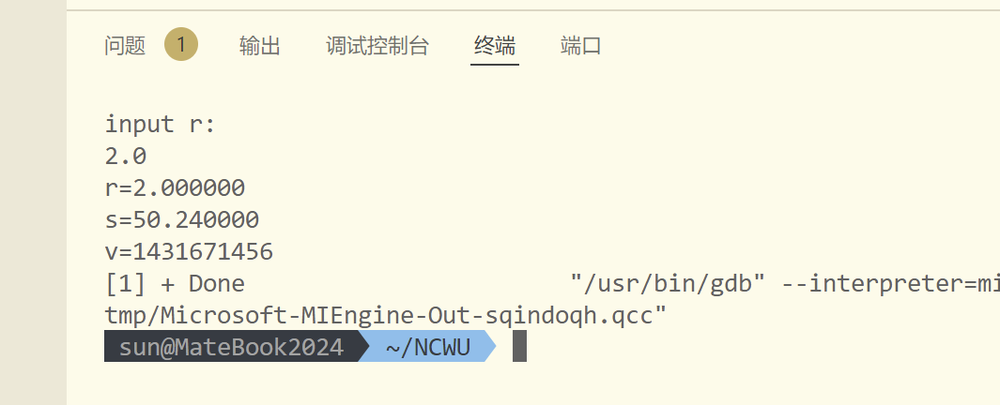 问题 1 输出 调试控制台 终端 端口
input r:
2.0
r=2.000000
s=50.240000
v=1431671456
[1] + Done "/usr/bin/gdb" --interpreter=mi
tmp/Microsoft-MIEngine-Out-sqindoqh.qcc"
sun@MateBook2024 ~/NCWU